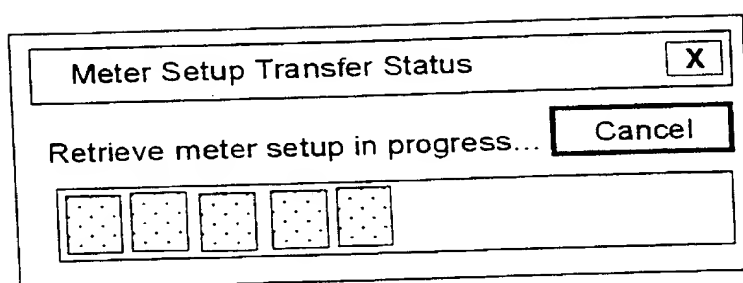 Meter Setup Transfer Status X
Retrieve meter setup in progress... Cancel